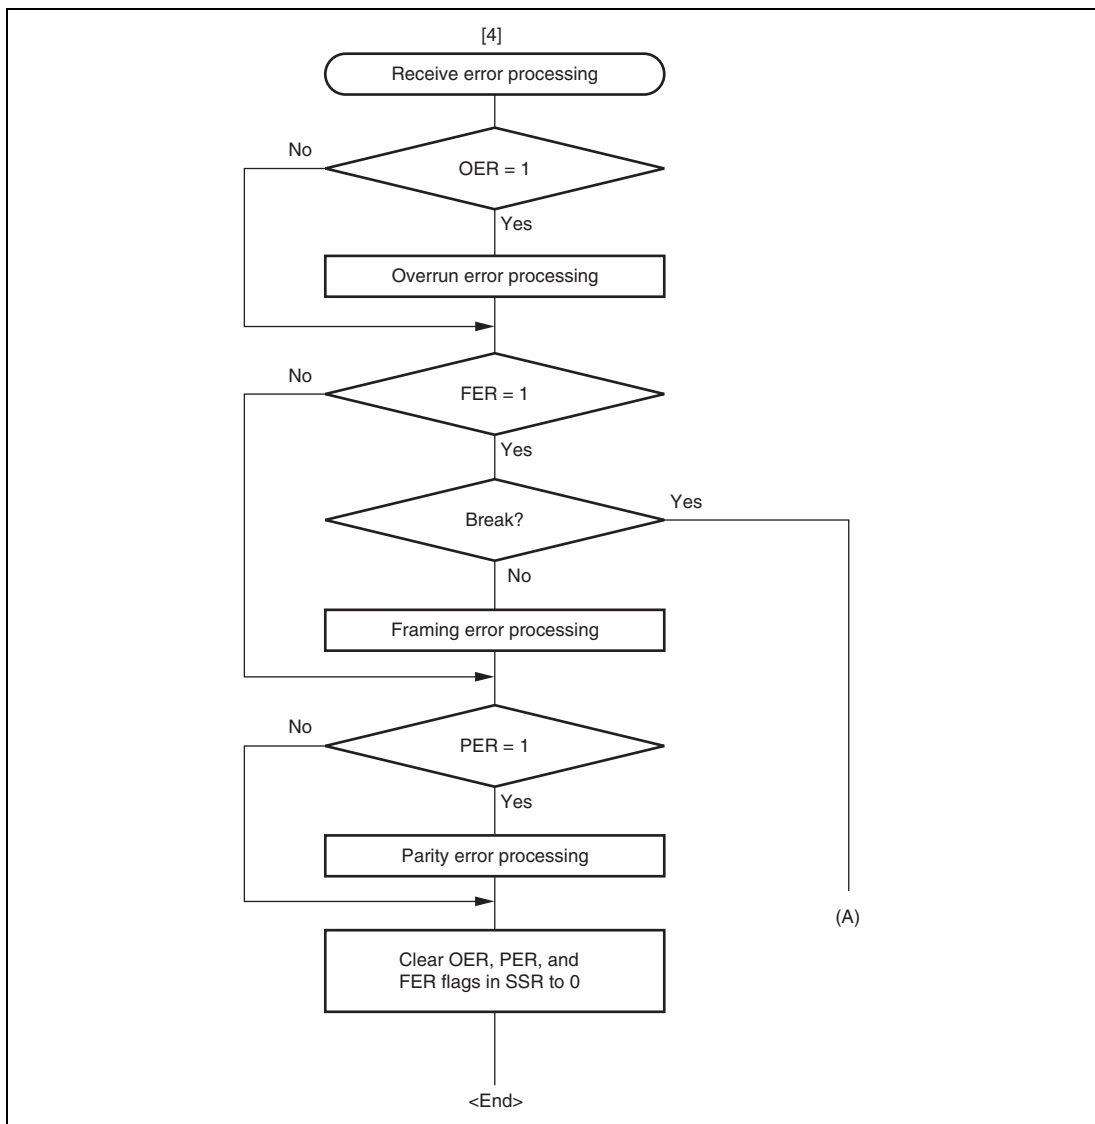 [4]
Receive error processing
No
OER = 1
Yes
Overrun error processing
No
FER = 1
Yes
Break?
Yes
No
Framing error processing
No
PER = 1
Yes
Parity error processing
(A)
Clear OER, PER, and
FER flags in SSR to 0
<End>